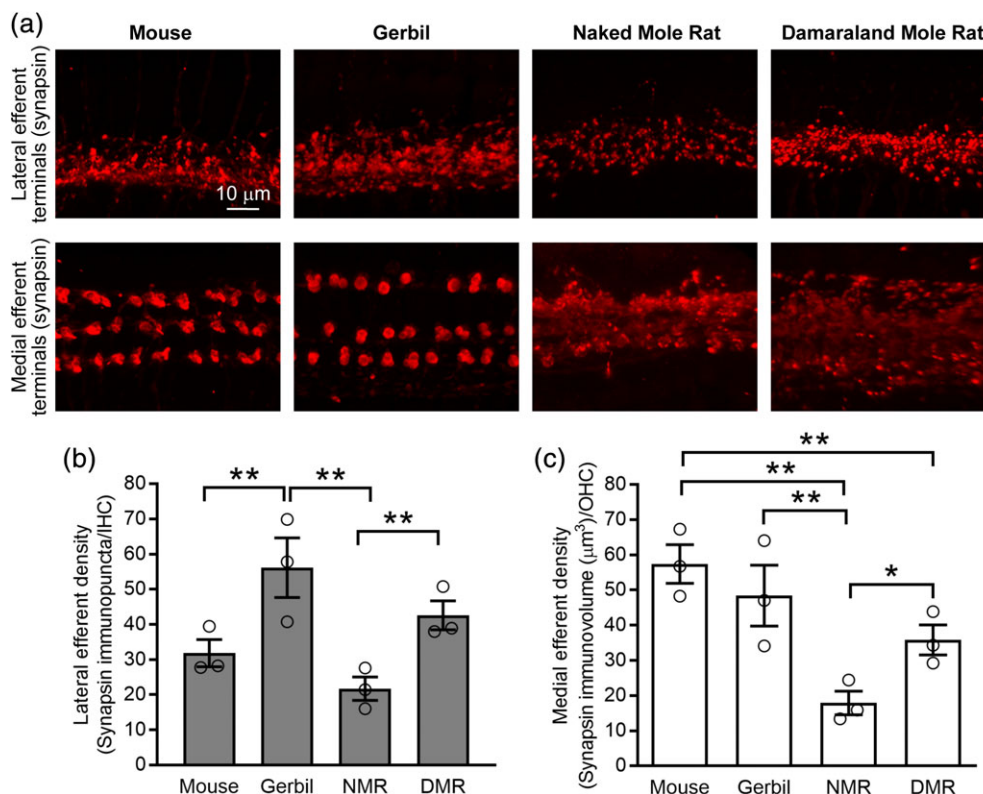 (a)
Mouse Gerbil Naked Mole Rat Damaraland Mole Rat
Lateral efferent
terminals (synapsin)
10 μm
Medial efferent
terminals (synapsin)
(b)
Lateral efferent density
(Synapsin immunopuncta/IHC)
80
70
60
50
40
30
20
10
0
** ** **
Mouse Gerbil NMR DMR
(c)
Medial efferent density
(Synapsin immunovolume (μm³)/OHC)
80
70
60
50
40
30
20
10
0
**
**
**
*
Mouse Gerbil NMR DMR